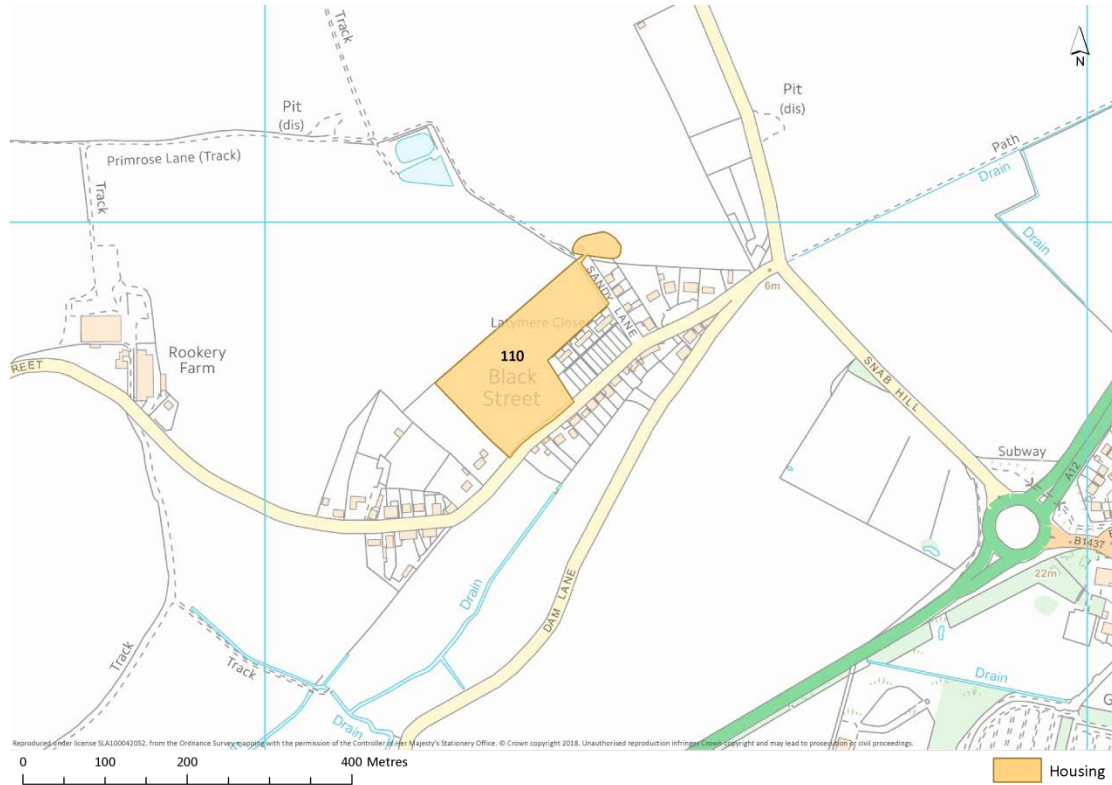 Track
N
Pit
(dis)
Pit
(dis)
Primrose Lane (Track)
Path
Drain
Track
Drain
SANDY LANE
6m
Latymere Close
110
Black
Street
Rookery
Farm
REET
SNAB HILL
Subway
A12
B1437
22m
Drain
DAM LANE
Track
Track
Drain
Drain
G
Reproduced under license SLA100042052. from the Ordnance Survey mapping with the permission of the Controller of Her Majesty's Stationery Office. © Crown copyright 2018. Unauthorised reproduction infringes Crown copyright and may lead to prosecution or civil proceedings.
0 100 200 400 Metres
Housing